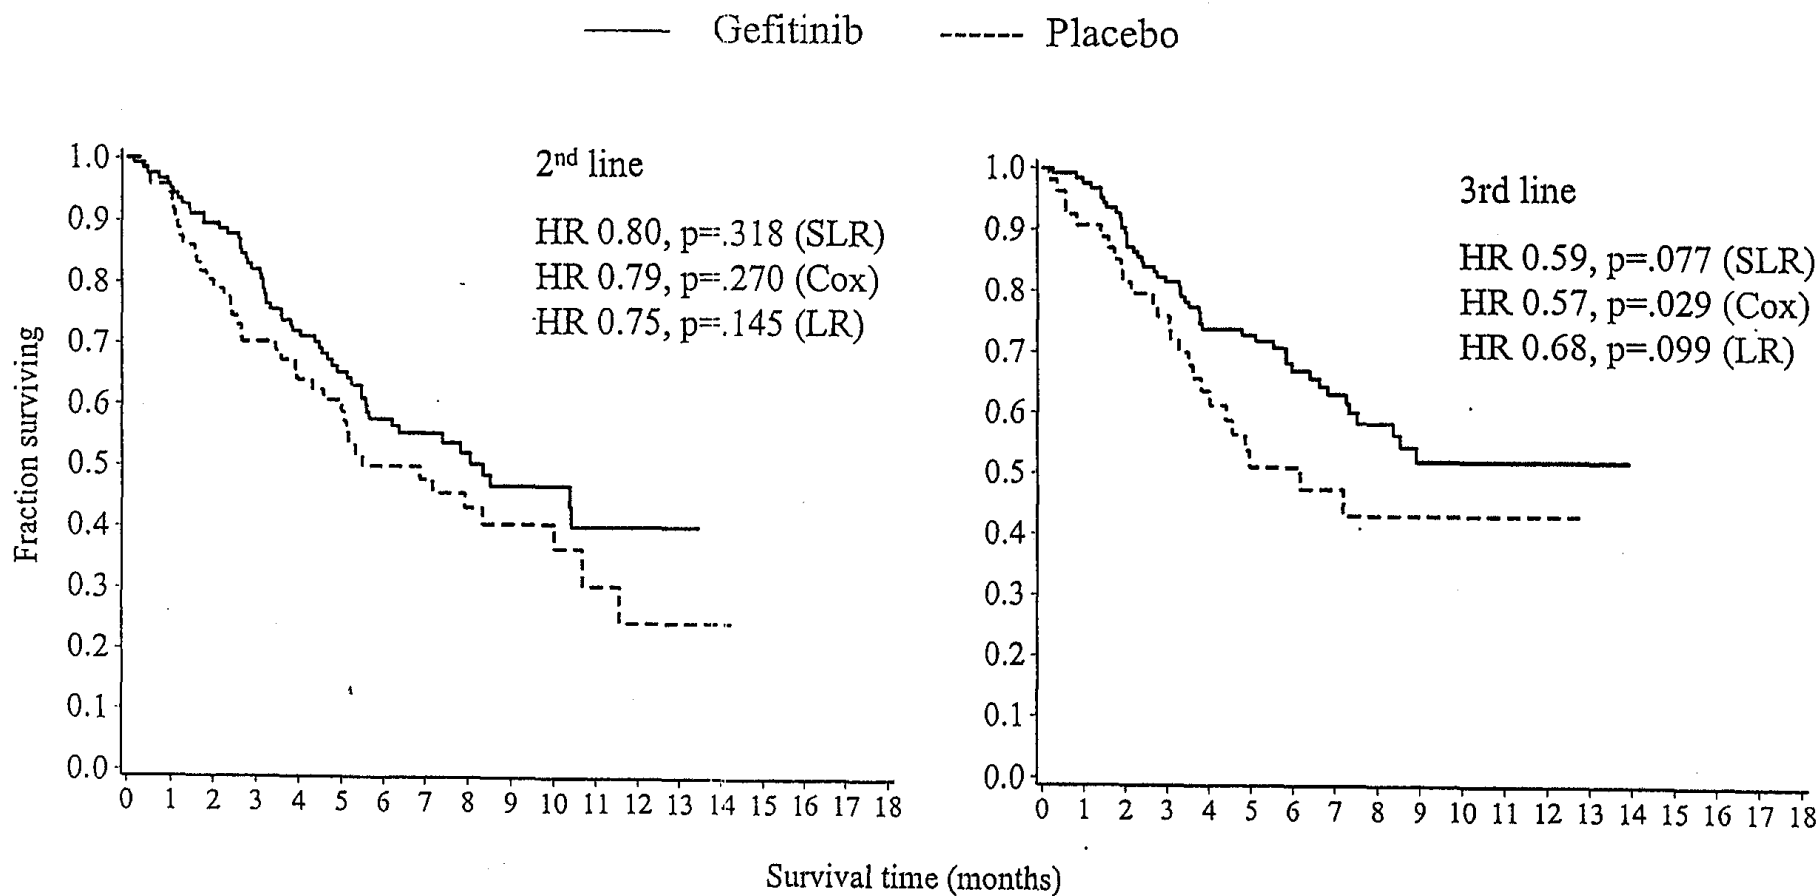 Gefitinib Placebo
2nd line
HR 0.80, p=.318 (SLR)
HR 0.79, p=.270 (Cox)
HR 0.75, p=.145 (LR)
3rd line
HR 0.59, p=.077 (SLR)
HR 0.57, p=.029 (Cox)
HR 0.68, p=.099 (LR)
Fraction surviving
1.0
0.9
0.8
0.7
0.6
0.5
0.4
0.3
0.2
0.1
0.0
0 1 2 3 4 5 6 7 8 9 10 11 12 13 14 15 16 17 18
1.0
0.9
0.8
0.7
0.6
0.5
0.4
0.3
0.2
0.1
0.0
0 1 2 3 4 5 6 7 8 9 10 11 12 13 14 15 16 17 18
Survival time (months)